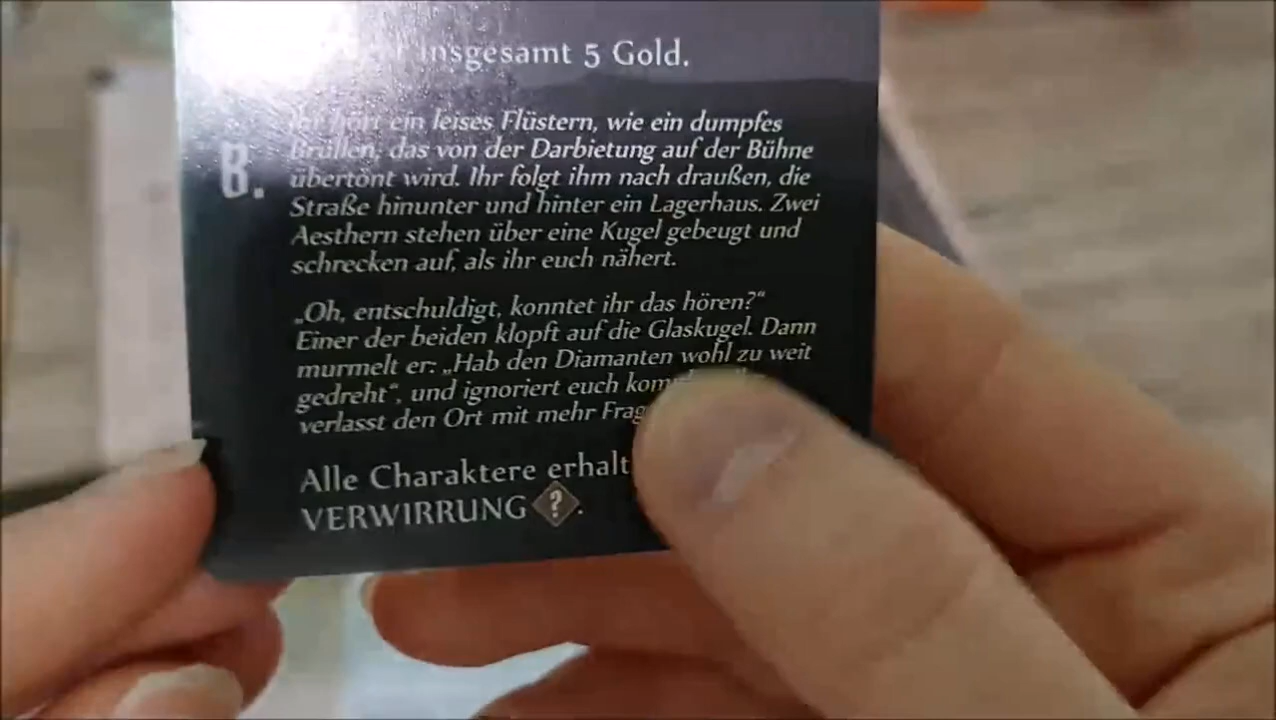 insgesamt 5 Gold.
B.
Ihr hört ein leises Flüstern, wie ein dumpfes
Brüllen, das von der Darbietung auf der Bühne
übertönt wird. Ihr folgt ihm nach draußen, die
Straße hinunter und hinter ein Lagerhaus. Zwei
Aesthern stehen über eine Kugel gebeugt und
schrecken auf, als ihr euch nähert.
„Oh, entschuldigt, konntet ihr das hören?“
Einer der beiden klopft auf die Glaskugel. Dann
murmelt er: „Hab den Diamanten wohl zu weit
gedreht“, und ignoriert euch
verlasst den Ort mit mehr
Alle Charaktere
VERWIRRUNG ?.